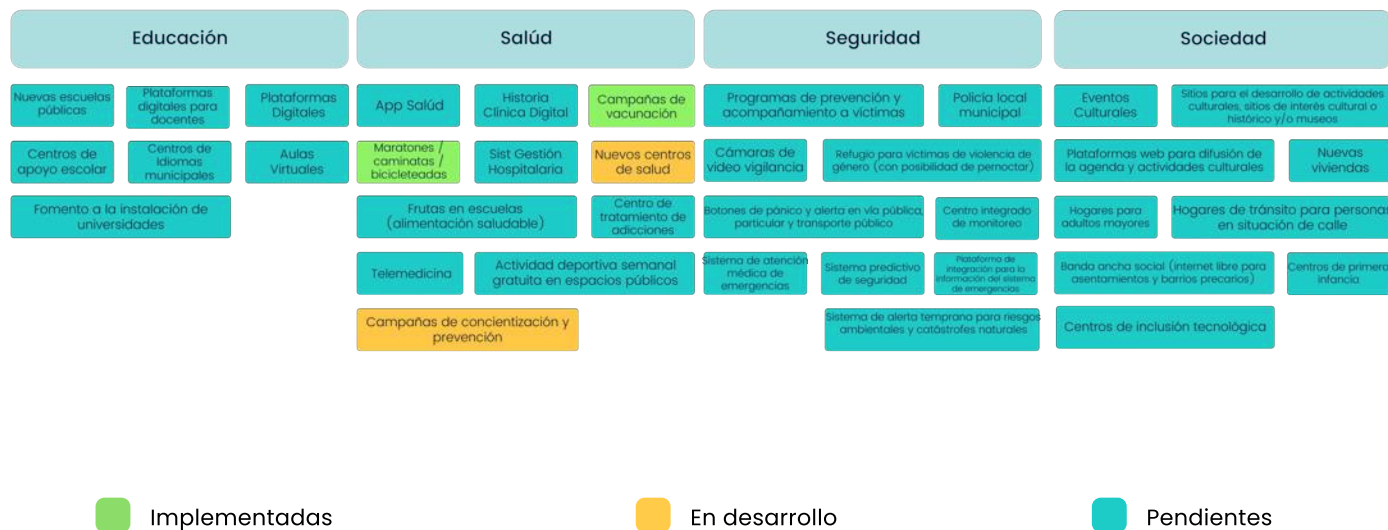 Educación
Salúd
Seguridad
Sociedad
Nuevas escuelas
públicas
Plataformas
digitales para
docentes
Plataformas
Digitales
Centros de
apoyo escolar
Centros de
Idiomas
municipales
Aulas
Virtuales
Fomento a la instalación de
universidades
App Salúd
Historia
Clínica Digital
Campañas de
vacunación
Maratones /
caminatas /
bicicleteadas
Sist Gestión
Hospitalaria
Nuevos centros
de salud
Frutas en escuelas
(alimentación saludable)
Centro de
tratamiento de
adicciones
Telemedicina
Actividad deportiva semanal
gratuita en espacios públicos
Campañas de concientización y
prevención
Programas de prevención y
acompañamiento a víctimas
Policía local
municipal
Cámaras de
video vigilancia
Refugio para víctimas de violencia de
género (con posibilidad de pernoctar)
Botones de pánico y alerta en vía pública,
particular y transporte público
Centro integrado
de monitoreo
Sistema de atención
médica de
emergencias
Sistema predictivo
de seguridad
Plataforma de
integración para la
información del sistema
de emergencias
Sistema de alerta temprana para riesgos
ambientales y catástrofes naturales
Eventos
Culturales
Sitios para el desarrollo de actividades
culturales, sitios de interés cultural o
histórico y/o museos
Plataformas web para difusión de
la agenda y actividades culturales
Nuevas
viviendas
Hogares para
adultos mayores
Hogares de tránsito para personas
en situación de calle
Banda ancha social (internet libre para
asentamientos y barrios precarios)
Centros de primera
infancia
Centros de inclusión tecnológica
Implementadas
En desarrollo
Pendientes